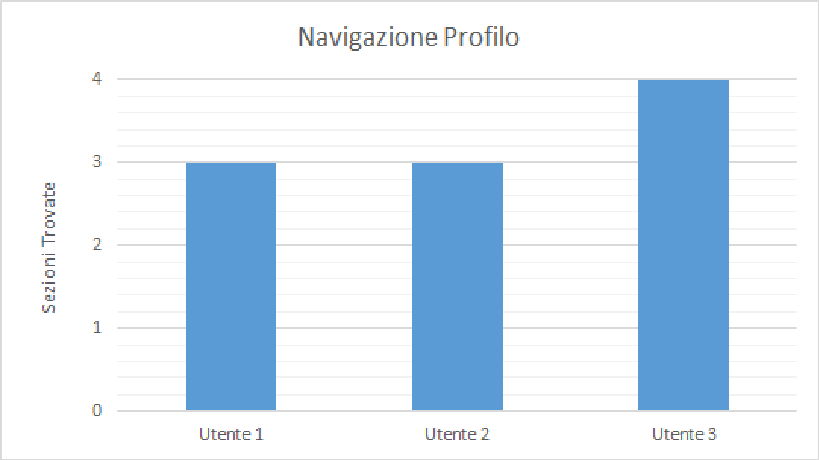 Navigazione Profilo
4
3
2
1
0
Sezioni Trovate
Utente 1
Utente 2
Utente 3